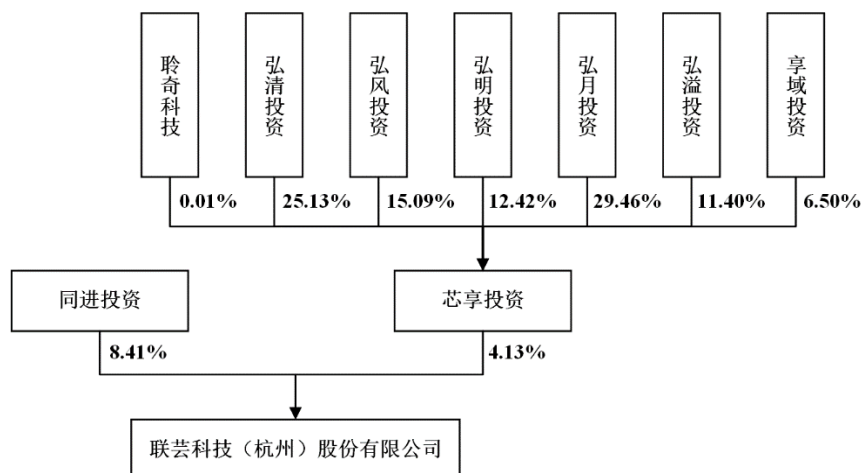 聆奇科技
弘清投资
弘风投资
弘明投资
弘月投资
弘溢投资
享域投资
0.01%
25.13%
15.09%
12.42%
29.46%
11.40%
6.50%
同进投资
芯享投资
8.41%
4.13%
联芸科技（杭州）股份有限公司